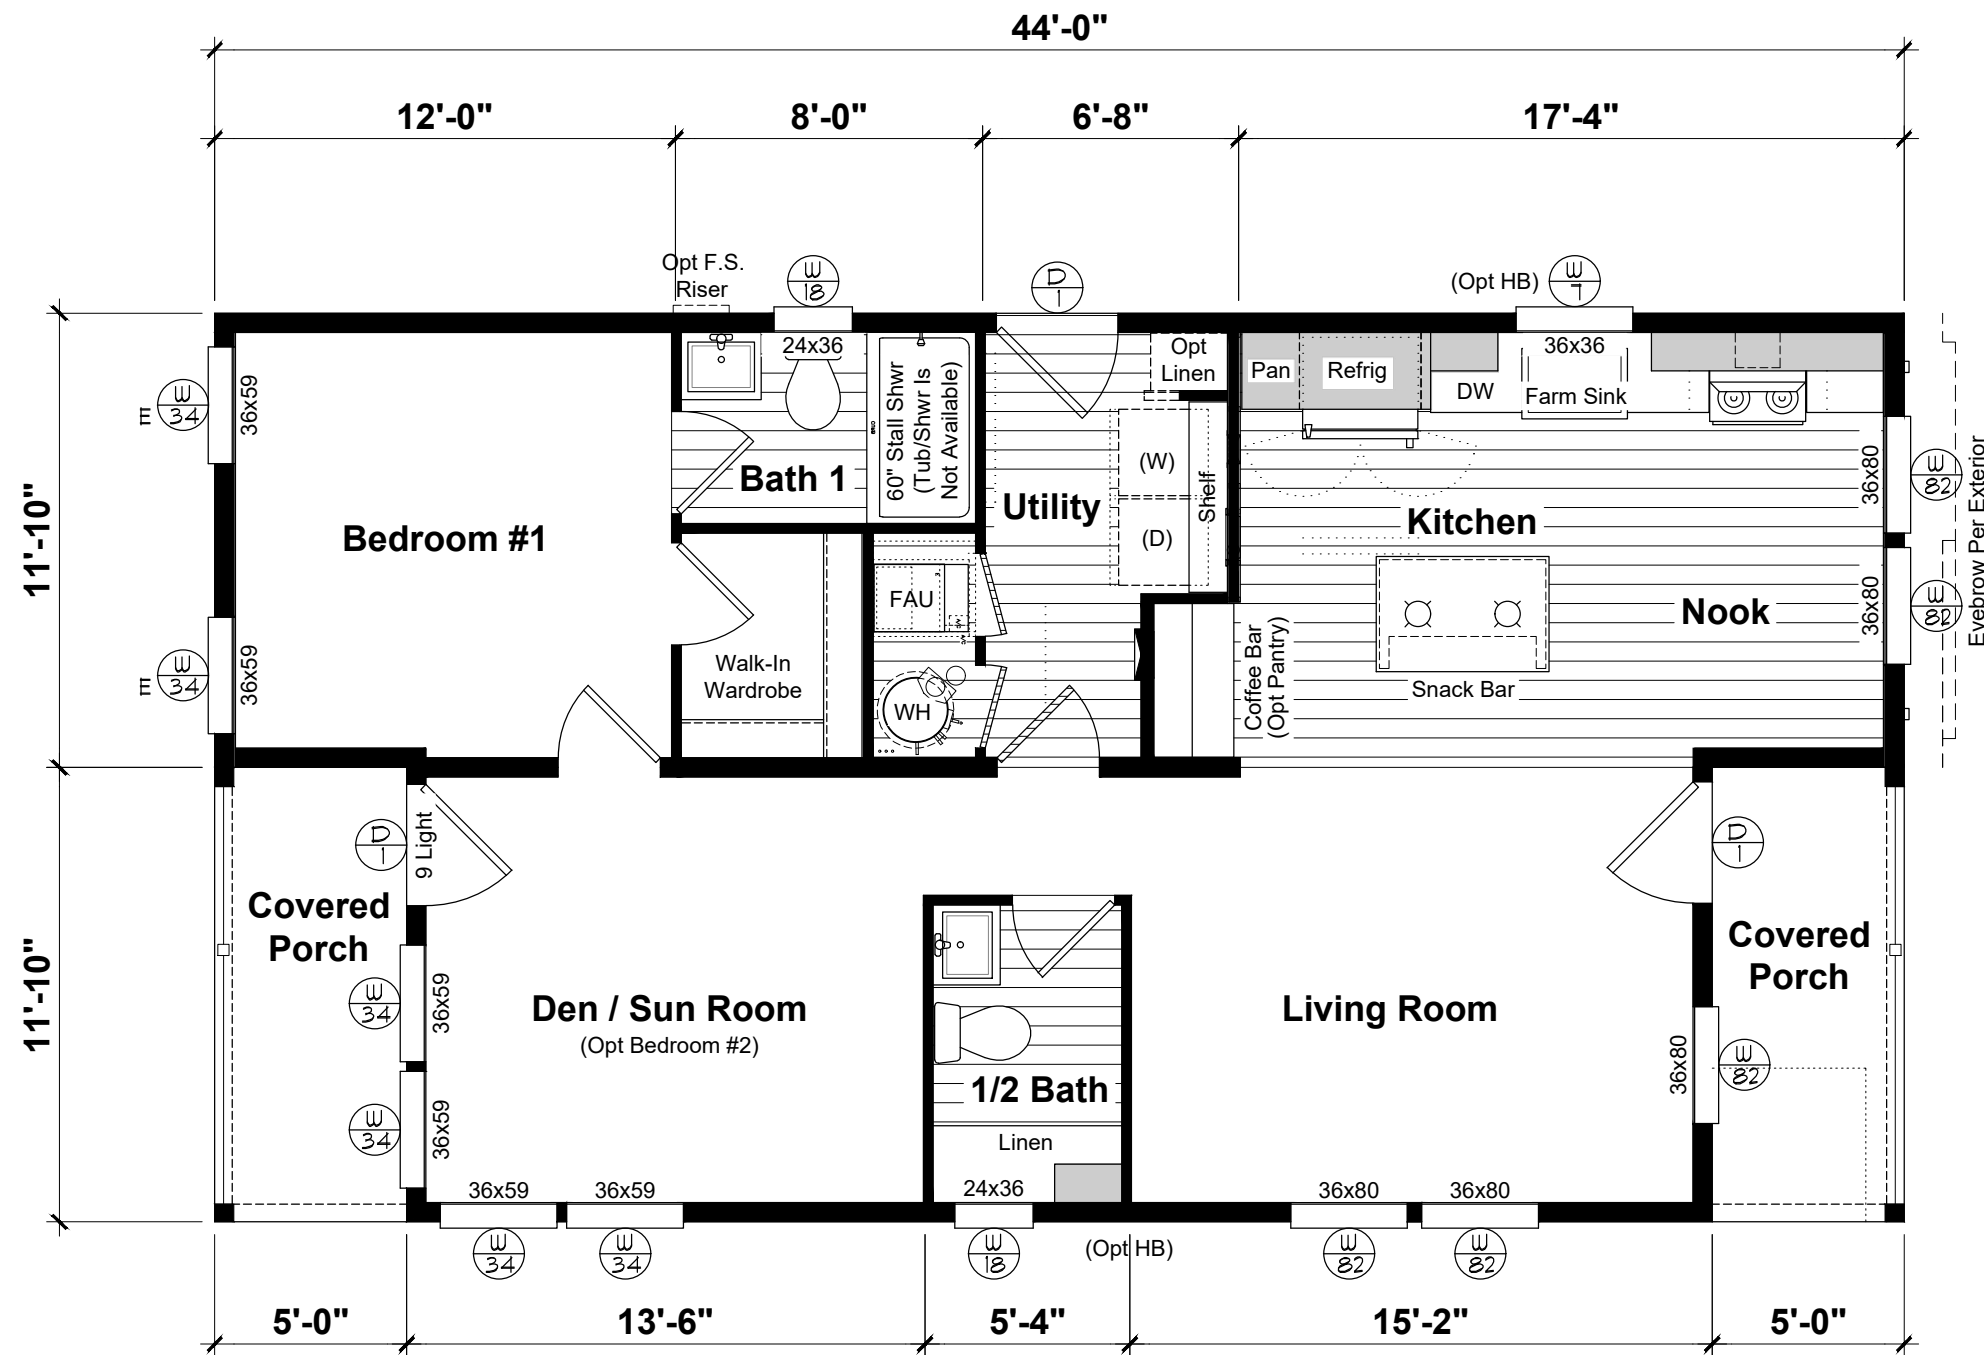 44'-0"
12'-0"
8'-0"
6'-8"
17'-4"
Opt F.S.
Riser
W
18
D
1
(Opt HB)
W
7
11'-10"
E
W
34
36x59
E
W
34
36x59
Bedroom #1
24x36
60" Stall Shwr
(Tub/Shwr Is
Not Available)
Bath 1
Walk-In
Wardrobe
FAU
WH
Utility
Opt
Linen
(W)
(D)
Shelf
Pan
Refrig
DW
36x36
Farm Sink
Kitchen
Nook
Snack Bar
Coffee Bar
(Opt Pantry)
36x80
W
82
36x80
W
82
Eyebrow Per Exterior
11'-10"
Covered
Porch
D
1
9 Light
W
34
36x59
W
34
36x59
Den / Sun Room
(Opt Bedroom #2)
36x59
36x59
W
34
W
34
1/2 Bath
Linen
24x36
W
18
(Opt HB)
Living Room
36x80
36x80
W
82
W
82
D
1
36x80
W
82
Covered
Porch
5'-0"
13'-6"
5'-4"
15'-2"
5'-0"